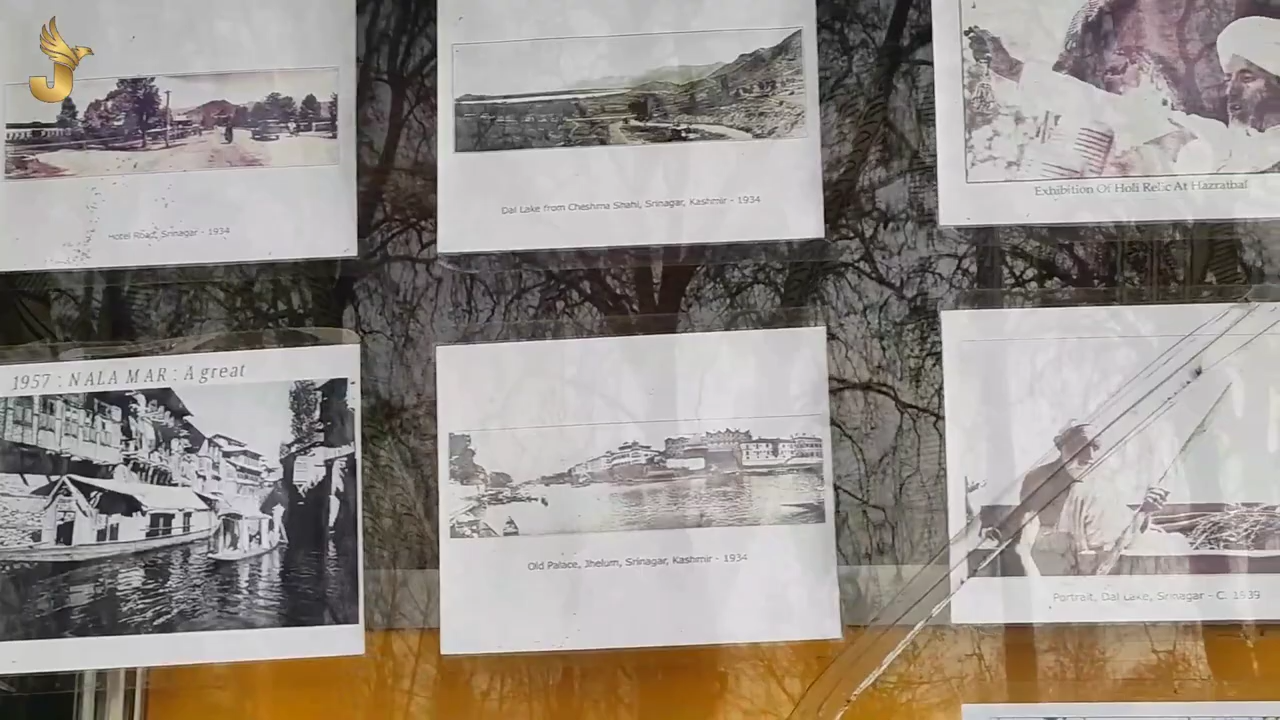 Hotel Road, Srinagar - 1934
Dal Lake from Cheshma Shahi, Srinagar, Kashmir - 1934
Exhibition Of Holi Relic At Hazratbal
1957 : NALA MAR : A great
Old Palace, Jhelum, Srinagar, Kashmir - 1934
Portrait, Dal Lake, Srinagar - C. 1939